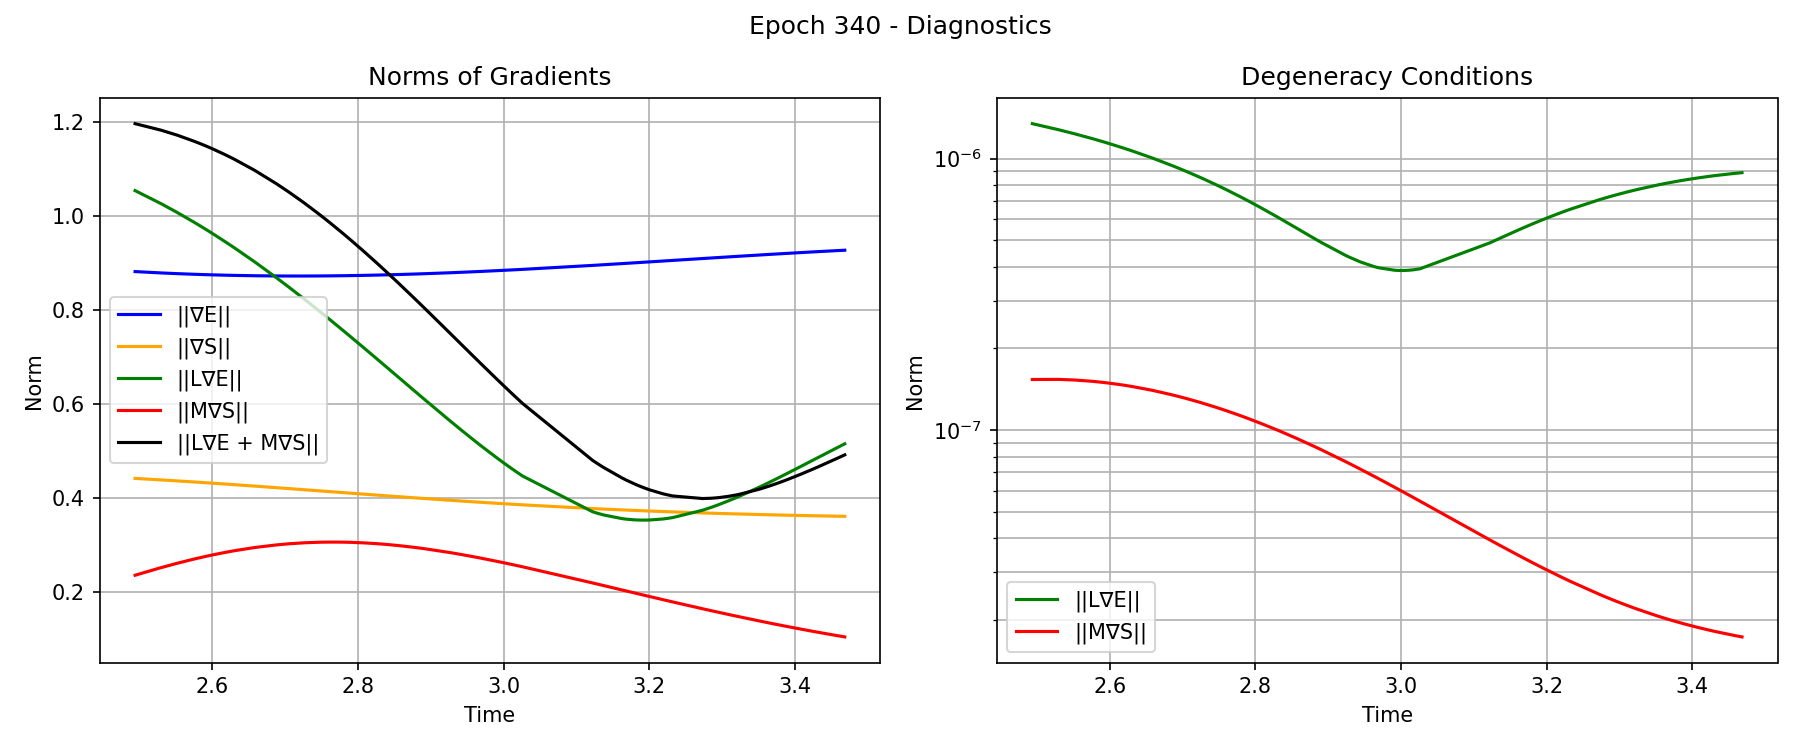 Epoch 340 - Diagnostics
Norms of Gradients
Norm
1.2
1.0
0.8
0.6
0.4
0.2
||∇E||
||∇S||
||L∇E||
||M∇S||
||L∇E + M∇S||
2.6 2.8 3.0 3.2 3.4
Time
Degeneracy Conditions
Norm
10⁻⁶
10⁻⁷
||L∇E||
||M∇S||
2.6 2.8 3.0 3.2 3.4
Time